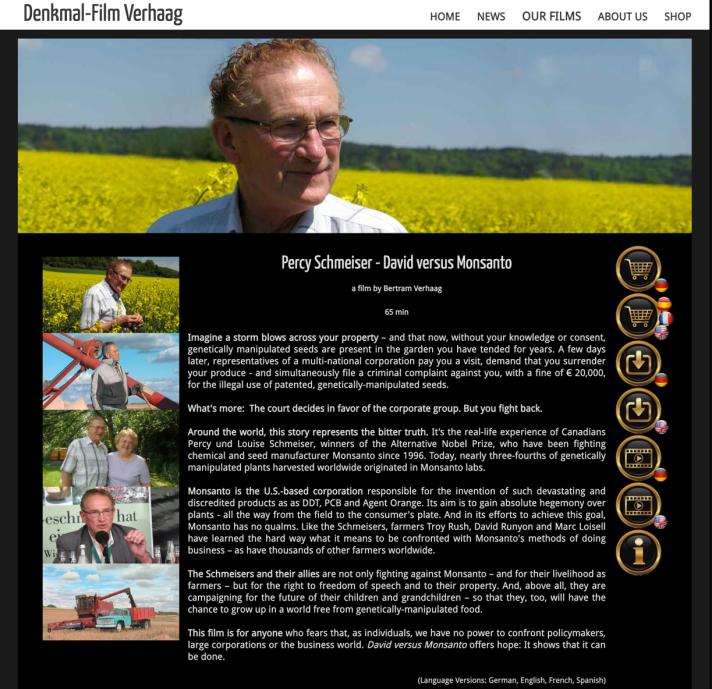 Denkmal-Film Verhaag
HOME NEWS OUR FILMS ABOUT US SHOP
Percy Schmeiser - David versus Monsanto
a film by Bertram Verhaag
65 min
Imagine a storm blows across your property – and that now, without your knowledge or consent,
genetically manipulated seeds are present in the garden you have tended for years. A few days
later, representatives of a multi-national corporation pay you a visit, demand that you surrender
your produce - and simultaneously file a criminal complaint against you, with a fine of € 20,000,
for the illegal use of patented, genetically-manipulated seeds.
What's more: The court decides in favor of the corporate group. But you fight back.
Around the world, this story represents the bitter truth. It's the real-life experience of Canadians
Percy und Louise Schmeiser, winners of the Alternative Nobel Prize, who have been fighting
chemical and seed manufacturer Monsanto since 1996. Today, nearly three-fourths of genetically
manipulated plants harvested worldwide originated in Monsanto labs.
Monsanto is the U.S.-based corporation responsible for the invention of such devastating and
discredited products as as DDT, PCB and Agent Orange. Its aim is to gain absolute hegemony over
plants - all the way from the field to the consumer's plate. And in its efforts to achieve this goal,
Monsanto has no qualms. Like the Schmeisers, farmers Troy Rush, David Runyon and Marc Loisell
have learned the hard way what it means to be confronted with Monsanto's methods of doing
business – as have thousands of other farmers worldwide.
The Schmeisers and their allies are not only fighting against Monsanto – and for their livelihood as
farmers – but for the right to freedom of speech and to their property. And, above all, they are
campaigning for the future of their children and grandchildren – so that they, too, will have the
chance to grow up in a world free from genetically-manipulated food.
This film is for anyone who fears that, as individuals, we have no power to confront policymakers,
large corporations or the business world. David versus Monsanto offers hope: It shows that it can
be done.
(Language Versions: German, English, French, Spanish)